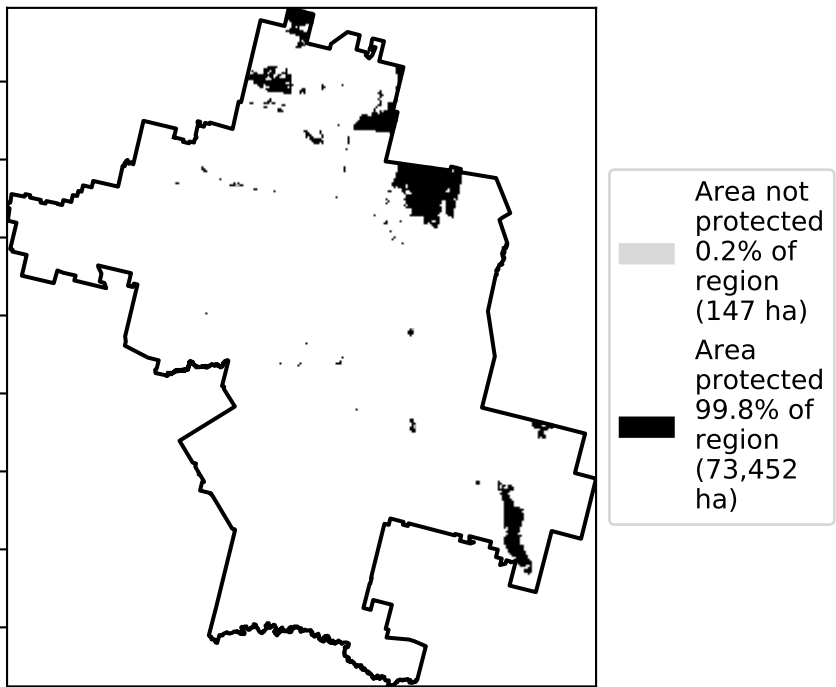 Area not
protected
0.2% of
region
(147 ha)
Area
protected
99.8% of
region
(73,452
ha)